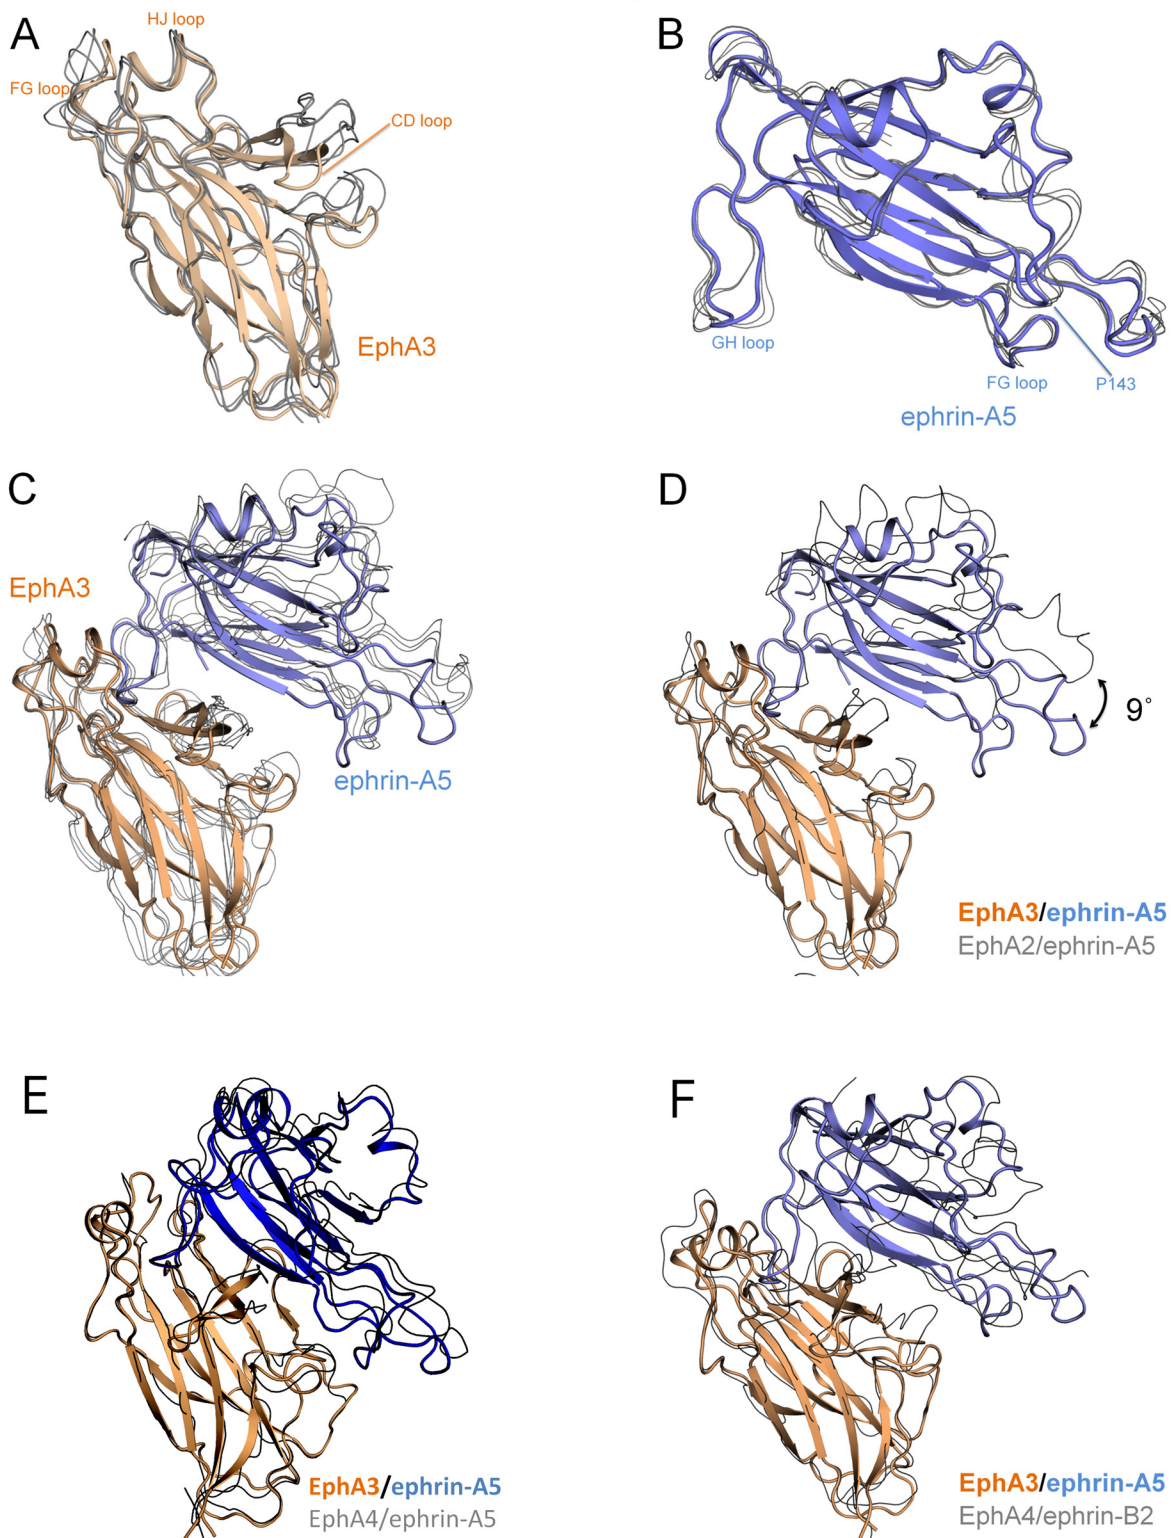 A
HJ loop
FG loop
CD loop
EphA3
B
GH loop
FG loop
P143
ephrin-A5
C
EphA3
ephrin-A5
D
9°
EphA3/ephrin-A5
EphA2/ephrin-A5
E
EphA3/ephrin-A5
EphA4/ephrin-A5
F
EphA3/ephrin-A5
EphA4/ephrin-B2